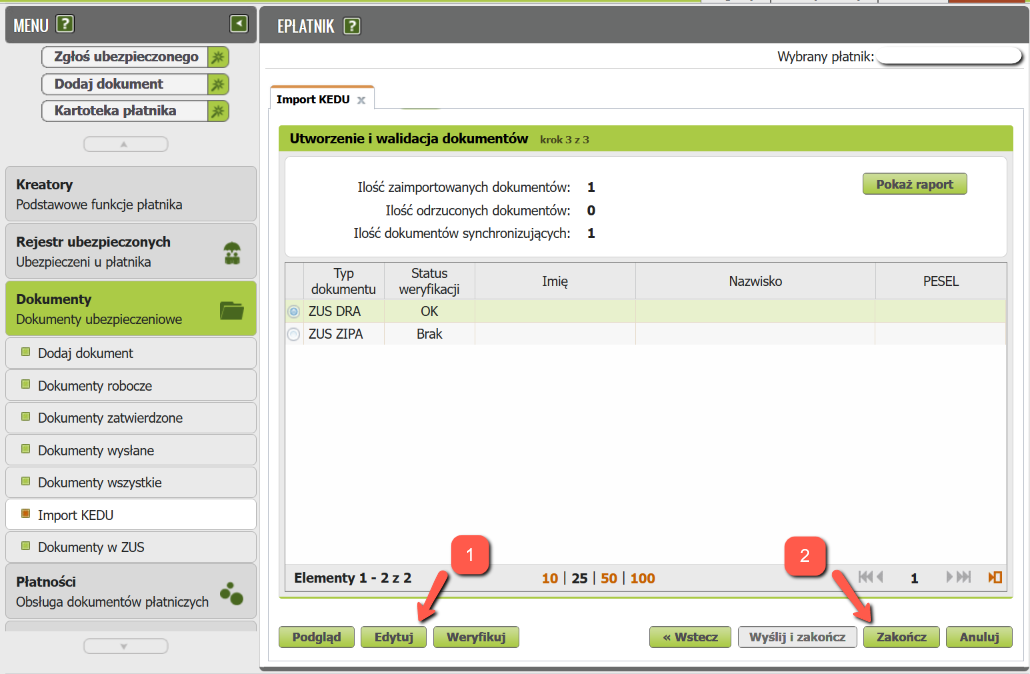 MENU ?
EPLATNIK ?
Wybrany płatnik:
Zgłoś ubezpieczonego
Dodaj dokument
Kartoteka płatnika
Kreatory
Podstawowe funkcje płatnika
Rejestr ubezpieczonych
Ubezpieczeni u płatnika
Dokumenty
Dokumenty ubezpieczeniowe
Dodaj dokument
Dokumenty robocze
Dokumenty zatwierdzone
Dokumenty wysłane
Dokumenty wszystkie
Import KEDU
Dokumenty w ZUS
Płatności
Obsługa dokumentów płatniczych
Import KEDU x
Utworzenie i walidacja dokumentów krok 3 z 3
Ilość zaimportowanych dokumentów: 1
Pokaż raport
Ilość odrzuconych dokumentów: 0
Ilość dokumentów synchronizujących: 1
Typ dokumentu Status weryfikacji Imię Nazwisko PESEL
ZUS DRA OK
ZUS ZIPA Brak
1
2
Elementy 1 - 2 z 2 10 | 25 | 50 | 100 1
Podgląd Edytuj Weryfikuj « Wstecz Wyślij i zakończ Zakończ Anuluj